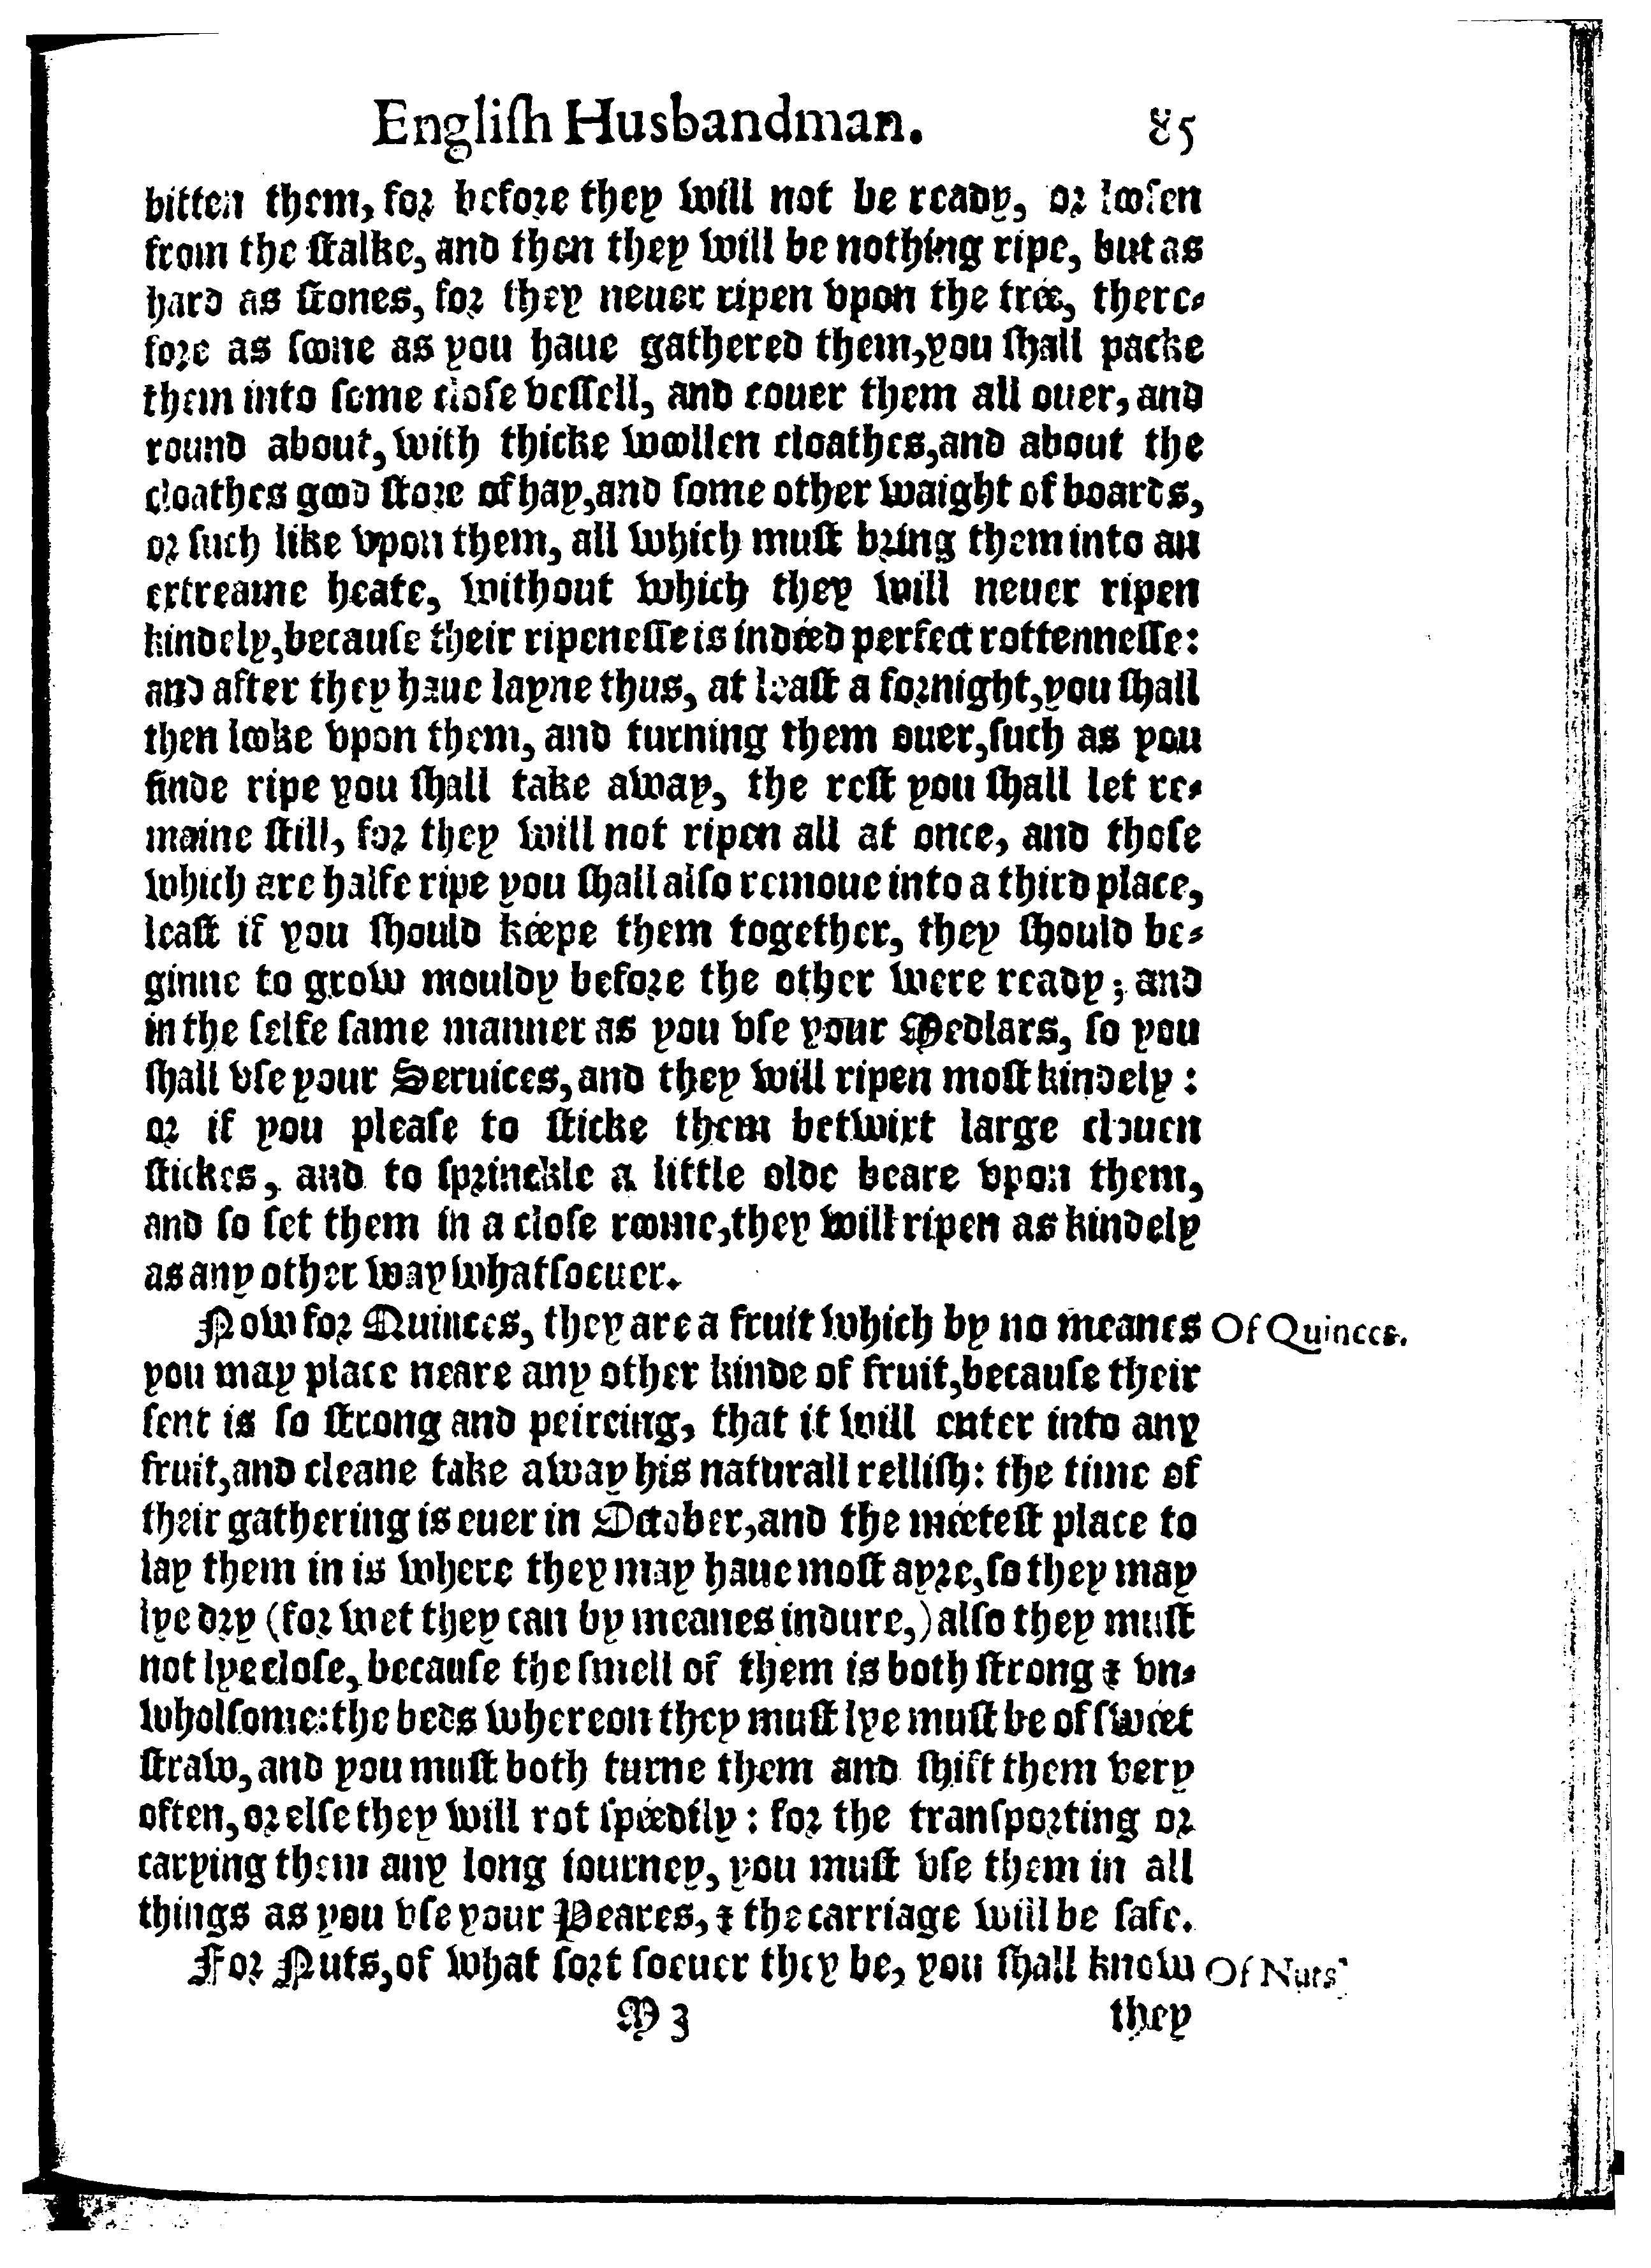 Engliſh Husbandman. 85
bitten them, for before they will not be ready, or looſen
from the ſtalke, and then they will be nothing ripe, but as
hard as ſtones, for they neuer ripen vpon the trée, there-
fore as ſoone as you haue gathered them, you ſhall packe
them into ſome cloſe veſſell, and couer them all ouer, and
round about, with thicke woollen cloathes, and about the
cloathes good ſtore of hay, and ſome other waight of boards,
or ſuch like vpon them, all which muſt bring them into an
extreame heate, without which they will neuer ripen
kindely, becauſe their ripeneſſe is indéed perfect rottenneſſe:
and after they haue layne thus, at leaſt a fornight, you ſhall
then looke vpon them, and turning them ouer, ſuch as you
finde ripe you ſhall take away, the reſt you ſhall let re-
maine ſtill, for they will not ripen all at once, and thoſe
which are halfe ripe you ſhall alſo remoue into a third place,
leaſt if you ſhould kéepe them together, they ſhould be-
ginne to grow mouldy before the other were ready; and
in the ſelfe ſame manner as you vſe your Medlars, ſo you
ſhall vſe your Seruices, and they will ripen moſt kindely:
or if you pleaſe to ſticke them betwixt large clouen
ſtickes, and to ſprinckle a little olde beare vpon them,
and ſo ſet them in a cloſe roome, they will ripen as kindely
as any other way whatſoeuer.
Now for Quinces, they are a fruit which by no meanes Of Quinces.
you may place neare any other kinde of fruit, becauſe their
ſent is ſo ſtrong and peircing, that it will enter into any
fruit, and cleane take away his naturall relliſh: the time of
their gathering is euer in October, and the méeteſt place to
lay them in is where they may haue moſt ayre, ſo they may
lye dry (for wet they can by meanes indure,) alſo they muſt
not lye cloſe, becauſe the ſmell of them is both ſtrong & vn-
wholſome: the beds whereon they muſt lye muſt be of ſwéet
ſtraw, and you muſt both turne them and ſhift them very
often, or elſe they will rot ſpéedily: for the tranſporting or
carying them any long iourney, you muſt vſe them in all
things as you vſe your Peares, & the carriage will be ſafe.
For Nuts, of what ſort ſoeuer they be, you ſhall know Of Nuts
M 3 they